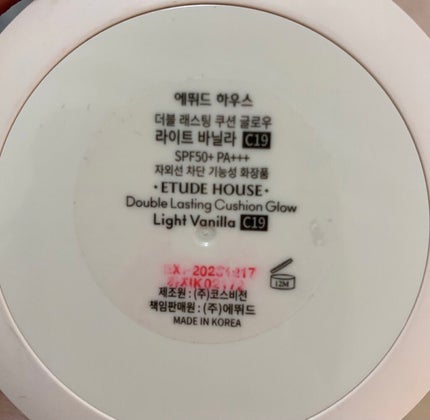 에뛰드 하우스
더블 래스팅 쿠션 글로우
라이트 바닐라 C19
SPF50+ PA+++
자외선 차단 기능성 화장품
· ETUDE HOUSE ·
Double Lasting Cushion Glow
Light Vanilla C19
12M
제조원 : (주)코스비전
책임판매원 : (주)에뛰드
MADE IN KOREA